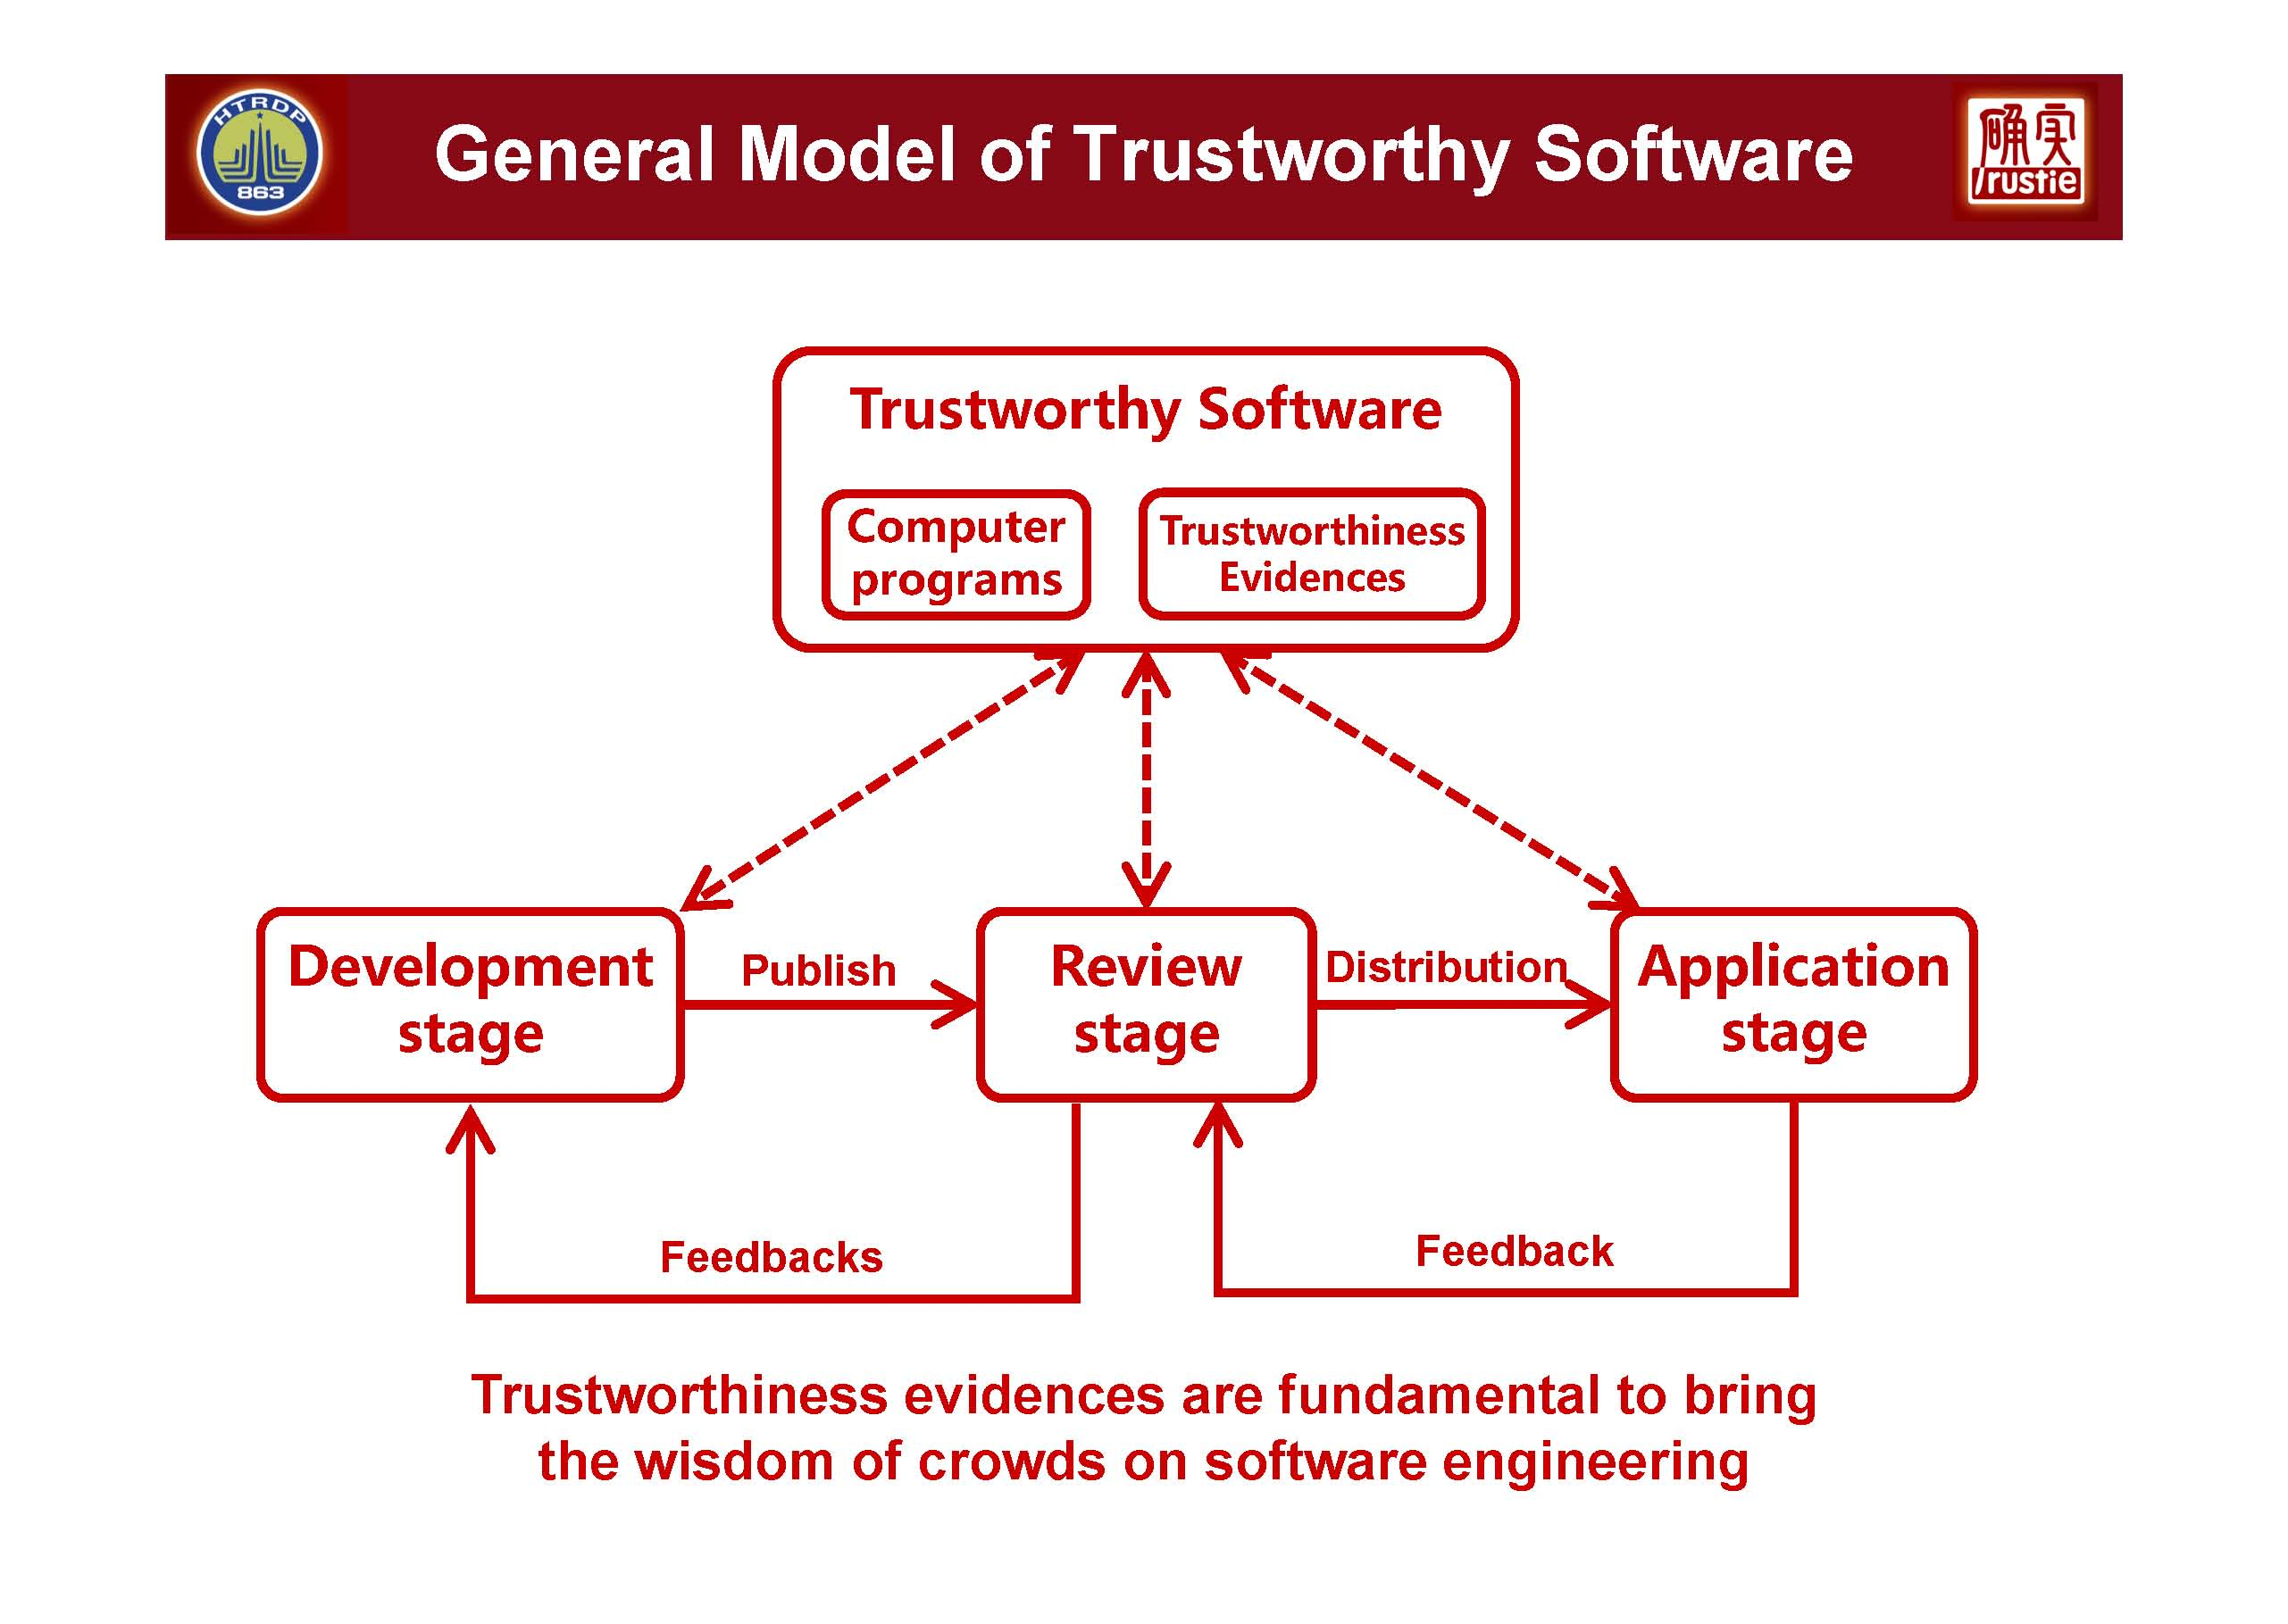 HTRDP
863
General Model of Trustworthy Software
确实
Trustie
Trustworthy Software
Computer
programs
Trustworthiness
Evidences
Development
stage
Publish
Review
stage
Distribution
Application
stage
Feedbacks
Feedback
Trustworthiness evidences are fundamental to bring
the wisdom of crowds on software engineering